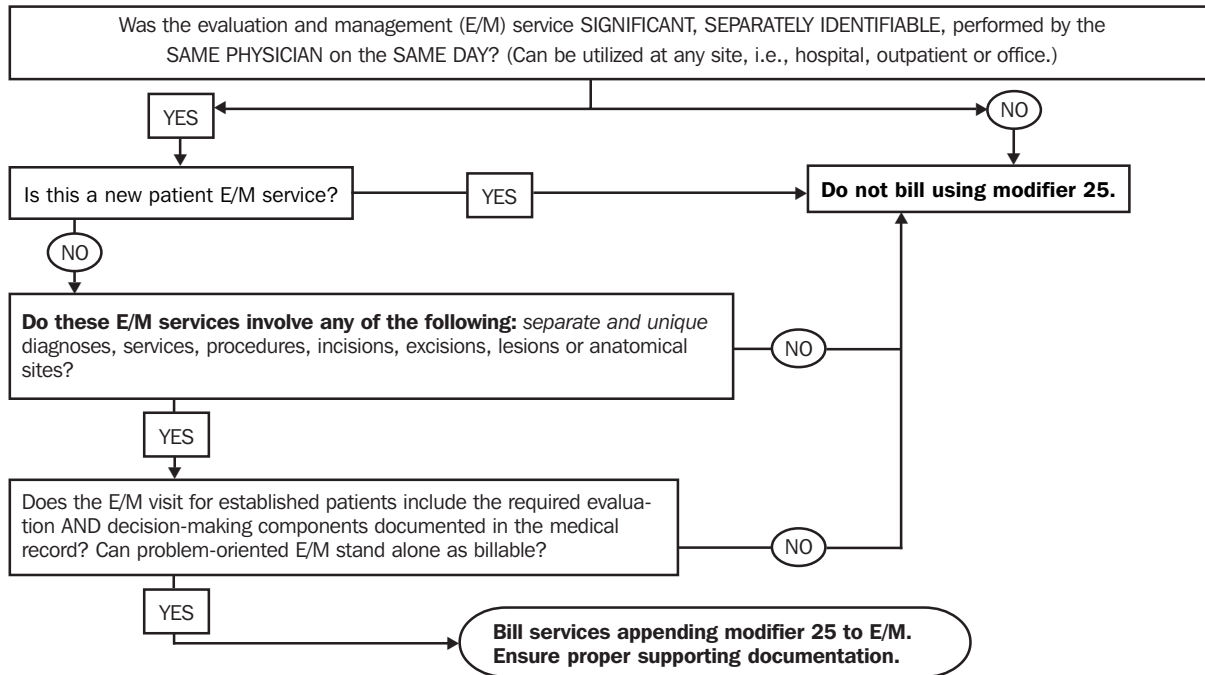 Was the evaluation and management (E/M) service SIGNIFICANT, SEPARATELY IDENTIFIABLE, performed by the
SAME PHYSICIAN on the SAME DAY? (Can be utilized at any site, i.e., hospital, outpatient or office.)
YES
NO
Is this a new patient E/M service?
YES
Do not bill using modifier 25.
NO
Do these E/M services involve any of the following: separate and unique
diagnoses, services, procedures, incisions, excisions, lesions or anatomical
sites?
NO
YES
Does the E/M visit for established patients include the required evalua-
tion AND decision-making components documented in the medical
record? Can problem-oriented E/M stand alone as billable?
NO
YES
Bill services appending modifier 25 to E/M.
Ensure proper supporting documentation.